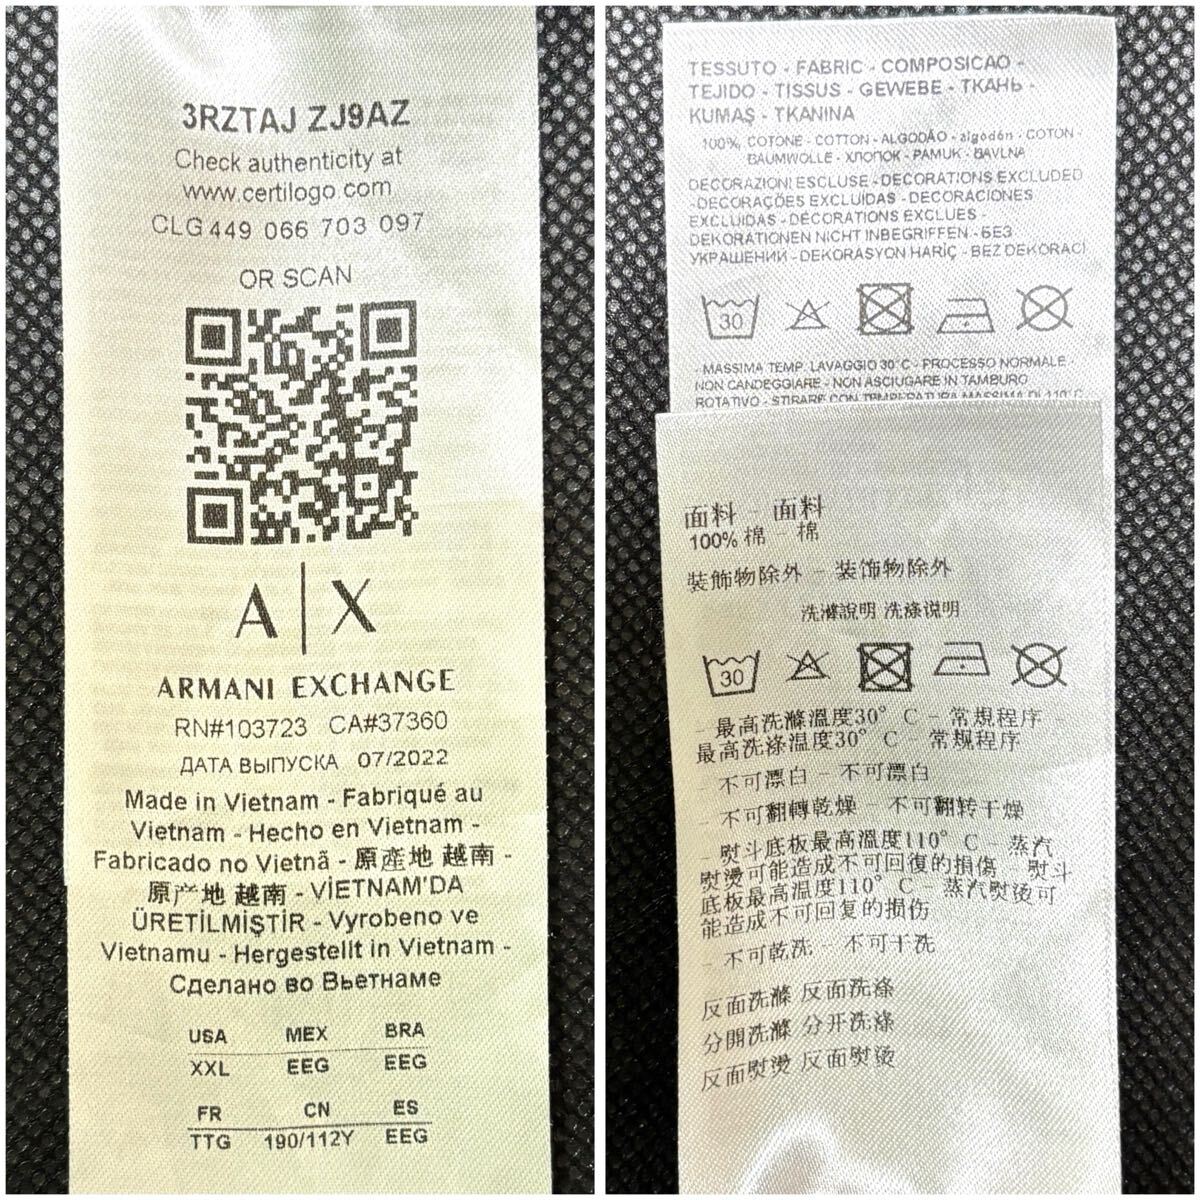 3RZTAJ ZJ9AZ
Check authenticity at
www.certilogo.com
CLG 449 066 703 097
OR SCAN
A|X
ARMANI EXCHANGE
RN#103723 CA#37360
ДАТА ВЫПУСКА 07/2022
Made in Vietnam - Fabriqué au
Vietnam - Hecho en Vietnam -
Fabricado no Vietnã - 原產地 越南 -
原产地 越南 - VİETNAM'DA
ÜRETİLMİŞTİR - Vyrobeno ve
Vietnamu - Hergestellt in Vietnam -
Сделано во Вьетнаме
USA MEX BRA
XXL EEG EEG
FR CN ES
TTG 190/112Y EEG
TESSUTO - FABRIC - COMPOSICAO -
TEJIDO - TISSUS - GEWEBE - ТКАНЬ -
KUMAŞ - TKANINA
100% COTONE - COTTON - ALGODÃO - algodón - COTON -
BAUMWOLLE - ХЛОПОК - PAMUK - BAVLNA
DECORAZIONI ESCLUSE - DECORATIONS EXCLUDED
- DECORAÇÕES EXCLUIDAS - DECORACIONES
EXCLUIDAS - DÉCORATIONS EXCLUES -
DEKORATIONEN NICHT INBEGRIFFEN - БЕЗ
УКРАШЕНИЙ - DEKORASYON HARİÇ - BEZ DEKORACÍ
30
- MASSIMA TEMP. LAVAGGIO 30°C - PROCESSO NORMALE
NON CANDEGGIARE - NON ASCIUGARE IN TAMBURO
ROTATIVO - STIRARE CON TEMPERATURA MASSIMA DI 110°C
面料 - 面料
100% 棉 - 棉
裝飾物除外 - 装饰物除外
洗滌說明 洗涤说明
30
- 最高洗滌溫度30° C - 常規程序 -
最高洗涤温度30° C - 常规程序
- 不可漂白 - 不可漂白
- 不可翻轉乾燥 - 不可翻转干燥
- 熨斗底板最高溫度110° C - 蒸汽
熨燙可能造成不可回復的損傷 - 熨斗
底板最高温度110° C - 蒸汽熨烫可
能造成不可回复的损伤
- 不可乾洗 - 不可干洗
反面洗滌 反面洗涤
分開洗滌 分开洗涤
反面熨燙 反面熨烫